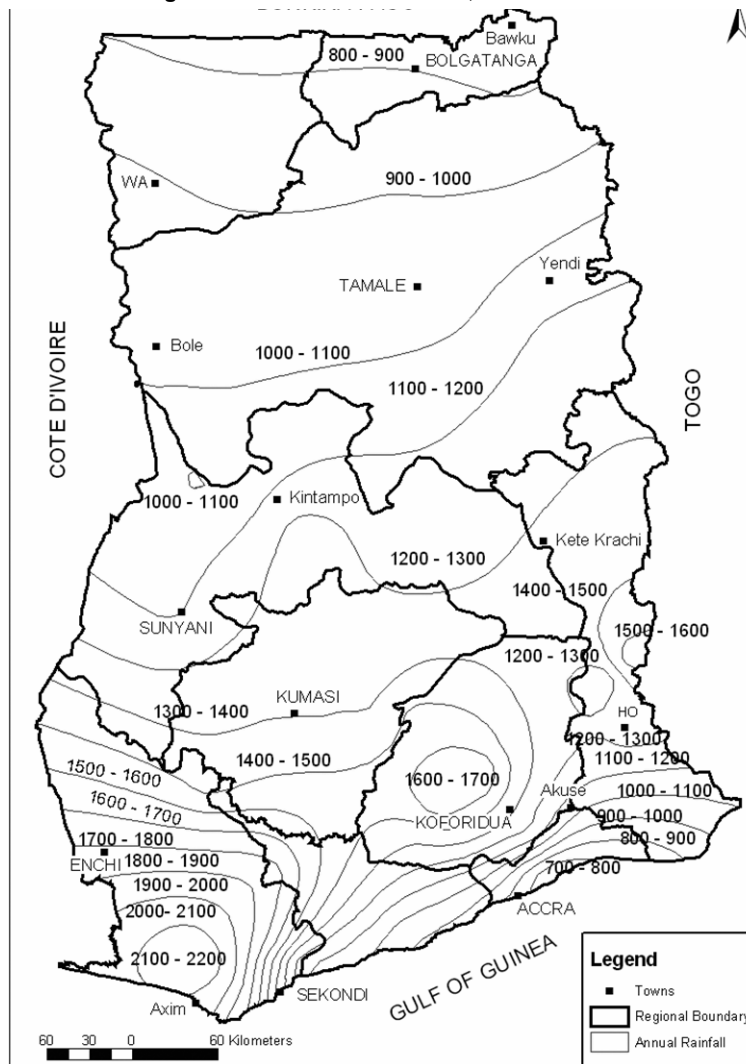 Bawku
800 - 900
BOLGATANGA
WA
900 - 1000
Yendi
TAMALE
Bole
1000 - 1100
1100 - 1200
COTE D'IVOIRE
TOGO
1000 - 1100
Kintampo
Kete Krachi
1200 - 1300
1400 - 1500
SUNYANI
1500 - 1600
1200 - 1300
KUMASI
1300 - 1400
HO
1200 - 1300
1400 - 1500
1100 - 1200
1500 - 1600
1600 - 1700
1000 - 1100
Akuse
1600 - 1700
KOFORIDUA
900 - 1000
1700 - 1800
800 - 900
ENCHI
1800 - 1900
700 - 800
1900 - 2000
ACCRA
2000 - 2100
2100 - 2200
GULF OF GUINEA
SEKONDI
Axim
Legend
Towns
Regional Boundary
Annual Rainfall
60 30 0 60 Kilometers